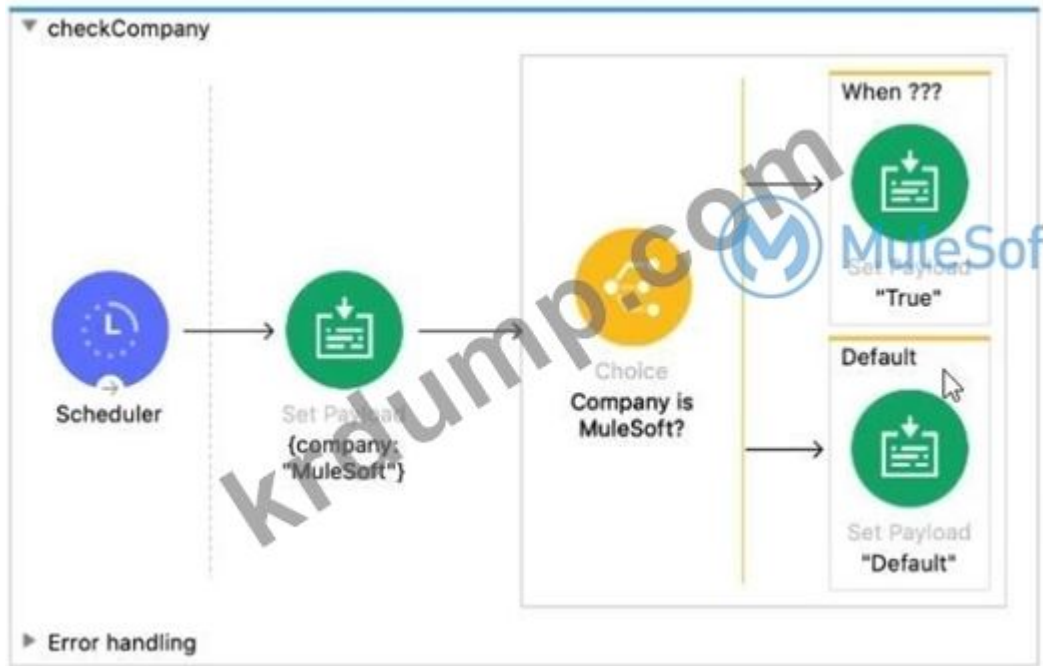 checkCompany
When ???
Set Payload
"True"
Scheduler
Set Payload
{company:
"MuleSoft"}
Choice
Company is
MuleSoft?
Default
Set Payload
"Default"
Error handling
krdump.com
MuleSof